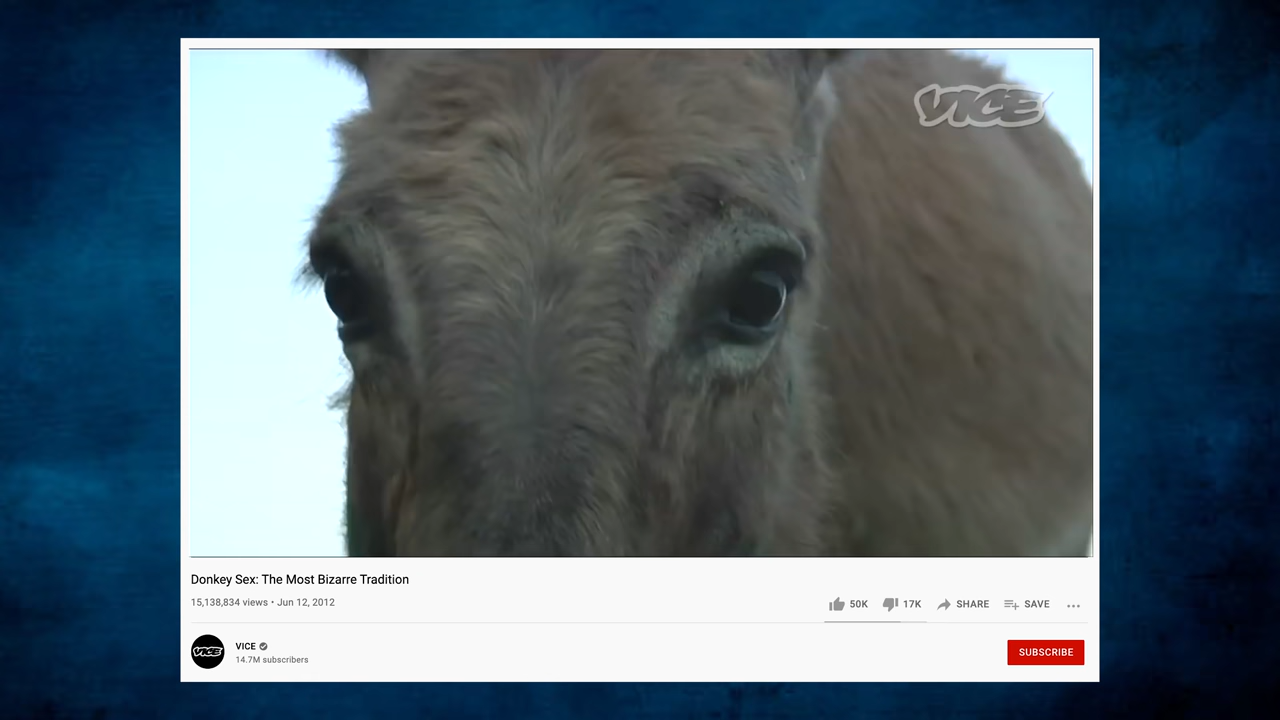 VICE
Donkey Sex: The Most Bizarre Tradition
15,138,834 views • Jun 12, 2012
50K 17K SHARE SAVE ...
VICE
VICE
14.7M subscribers
SUBSCRIBE